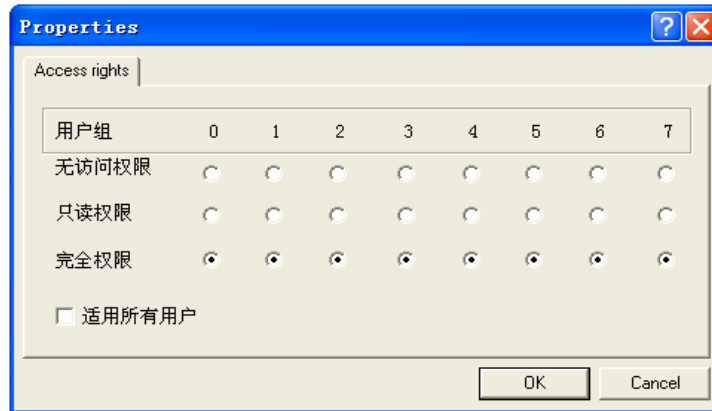 Properties
Access rights
用户组 0 1 2 3 4 5 6 7
无访问权限
只读权限
完全权限
适用所有用户
OK Cancel